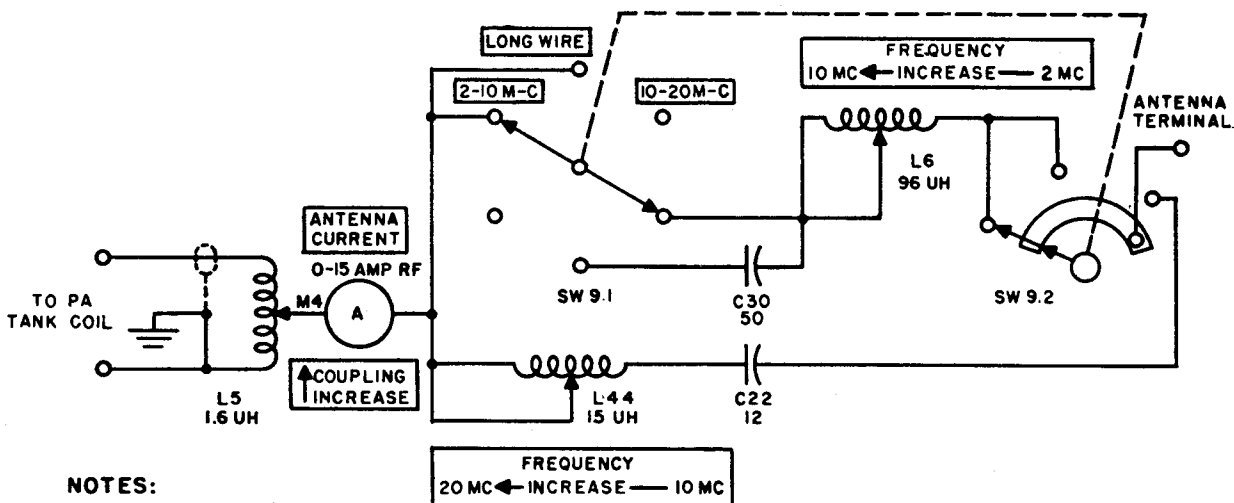 LONG WIRE
2-10 M-C
10-20M-C
FREQUENCY
10 MC INCREASE 2 MC
ANTENNA
TERMINAL
L6
96 UH
ANTENNA
CURRENT
0-15 AMP RF
M4
A
TO PA
TANK COIL
SW 9.1
C30
50
SW 9.2
COUPLING
INCREASE
L5
1.6 UH
L44
15 UH
C22
12
FREQUENCY
20 MC INCREASE 10 MC
NOTES: